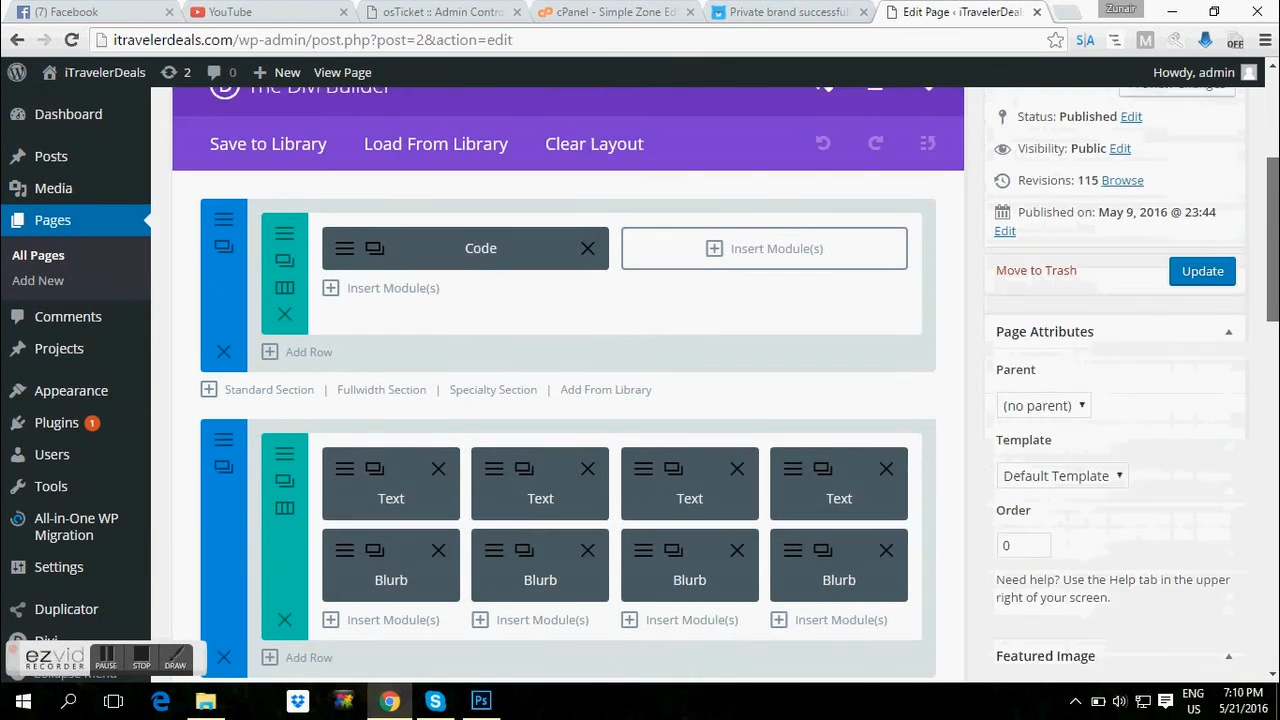 (7) Facebook
YouTube
osTicket :: Admin Contro
cPanel - Simple Zone Ed
Private brand successfull
Edit Page ‹ iTravelerDeal
Zunair
itravelerdeals.com/wp-admin/post.php?post=2&action=edit
S|A
M
OFF
iTravelerDeals
2
0
New
View Page
Howdy, admin
Dashboard
Posts
Media
Pages
All Pages
Add New
Comments
Projects
Appearance
Plugins 1
Users
Tools
All-in-One WP
Migration
Settings
Duplicator
Divi
Collapse menu
The Divi Builder
Save to Library
Load From Library
Clear Layout
Code
Insert Module(s)
Insert Module(s)
Add Row
Standard Section | Fullwidth Section | Specialty Section | Add From Library
Text
Text
Text
Text
Blurb
Blurb
Blurb
Blurb
Insert Module(s)
Insert Module(s)
Insert Module(s)
Insert Module(s)
Add Row
Preview Changes
Status: Published Edit
Visibility: Public Edit
Revisions: 115 Browse
Published on: May 9, 2016 @ 23:44
Edit
Move to Trash
Update
Page Attributes
Parent
(no parent)
Template
Default Template
Order
0
Need help? Use the Help tab in the upper
right of your screen.
Featured Image
ezvid
RECORDER
PAUSE
STOP
DRAW
ENG
US
7:10 PM
5/21/2016